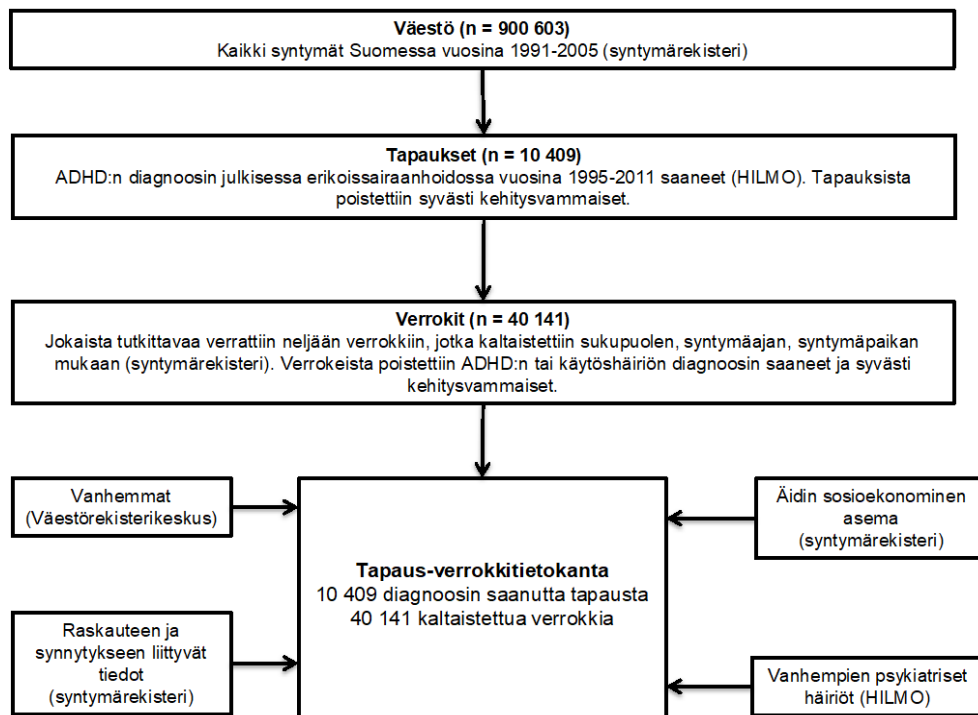 Väestö (n = 900 603)
Kaikki syntymät Suomessa vuosina 1991-2005 (syntymärekisteri)
Tapaukset (n = 10 409)
ADHD:n diagnoosin julkisessa erikoissairaanhoidossa vuosina 1995-2011 saaneet (HILMO). Tapauksista
poistettiin syvästi kehitysvammaiset.
Verrokit (n = 40 141)
Jokaista tutkittavaa verrattiin neljään verrokkiin, jotka kaltaistettiin sukupuolen, syntymäajan, syntymäpaikan
mukaan (syntymärekisteri). Verrokeista poistettiin ADHD:n tai käytöshäiriön diagnoosin saaneet ja syvästi
kehitysvammaiset.
Vanhemmat
(Väestörekisterikeskus)
Raskauteen ja
synnytykseen liittyvät
tiedot
(syntymärekisteri)
Tapaus-verrokkitietokanta
10 409 diagnoosin saanutta tapausta
40 141 kaltaistettua verrokkia
Äidin sosioekonominen
asema
(syntymärekisteri)
Vanhempien psykiatriset
häiriöt (HILMO)